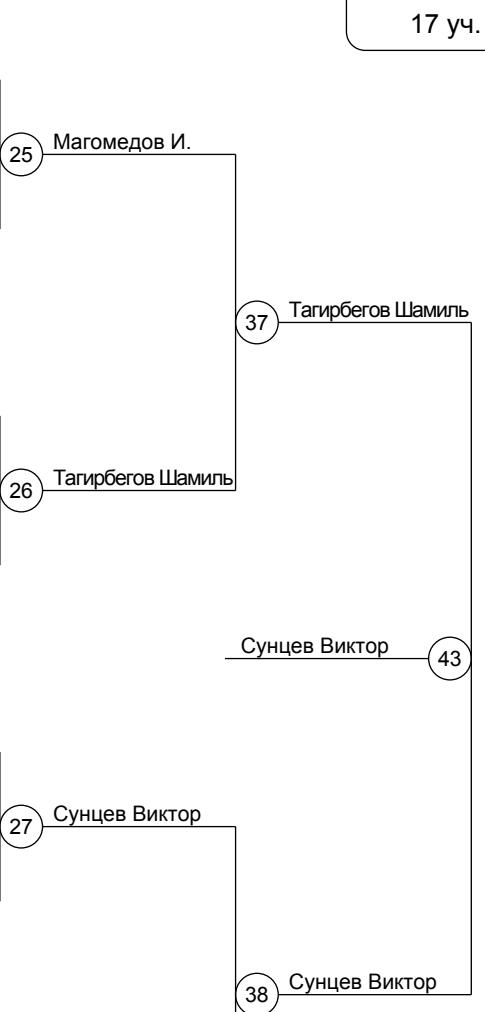 17 уч.
25 Магомедов И.
37 Тагирбегов Шамиль
26 Тагирбегов Шамиль
Сунцев Виктор 43
27 Сунцев Виктор
38 Сунцев Виктор